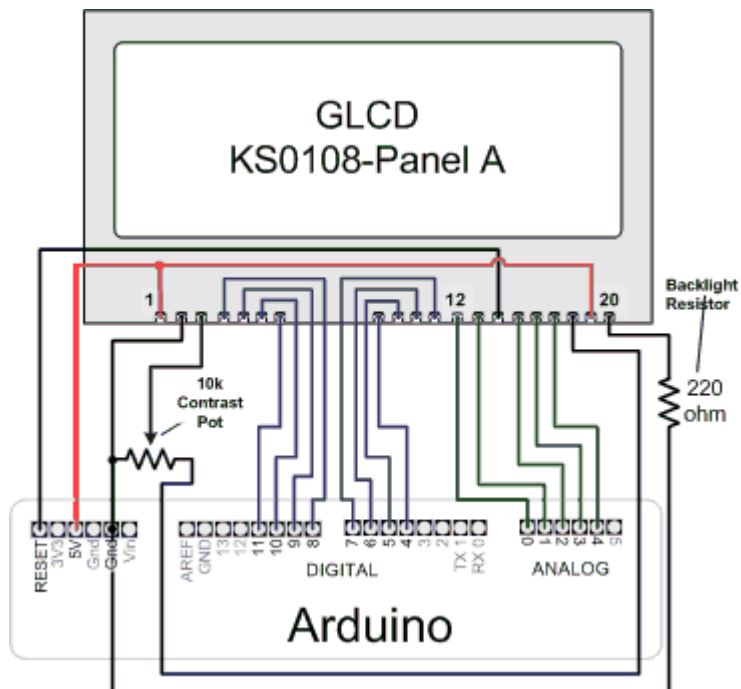 GLCD
KS0108-Panel A
1
12
20
Backlight
Resistor
10k
Contrast
Pot
220
ohm
RESET
3V3
5V
Gnd
Gnd
Vin
AREF
GND
13
12
11
10
9
8
7
6
5
4
3
2
TX 1
RX 0
0
1
2
3
4
5
DIGITAL
ANALOG
Arduino